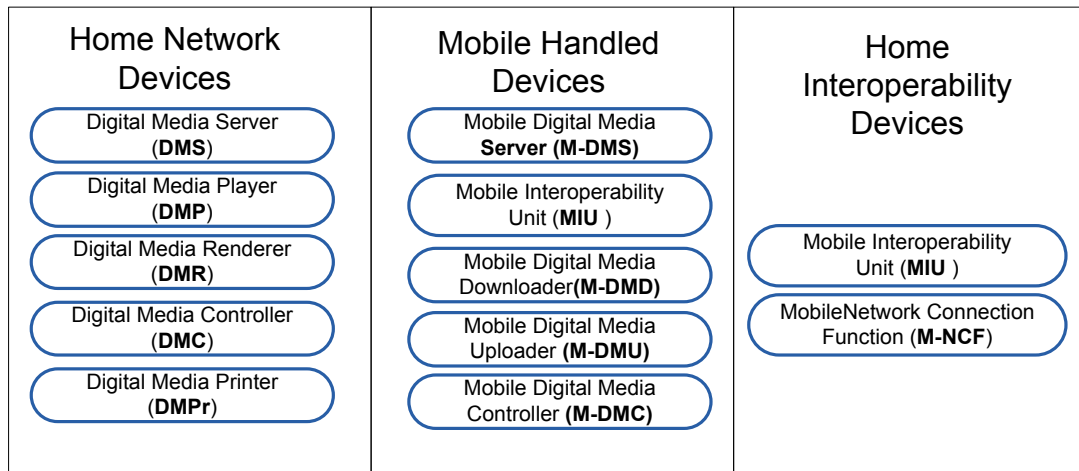 Home Network
Devices
Digital Media Server
(DMS)
Digital Media Player
(DMP)
Digital Media Renderer
(DMR)
Digital Media Controller
(DMC)
Digital Media Printer
(DMPr)
Mobile Handled
Devices
Mobile Digital Media
Server (M-DMS)
Mobile Interoperability
Unit (MIU )
Mobile Digital Media
Downloader(M-DMD)
Mobile Digital Media
Uploader (M-DMU)
Mobile Digital Media
Controller (M-DMC)
Home
Interoperability
Devices
Mobile Interoperability
Unit (MIU )
MobileNetwork Connection
Function (M-NCF)